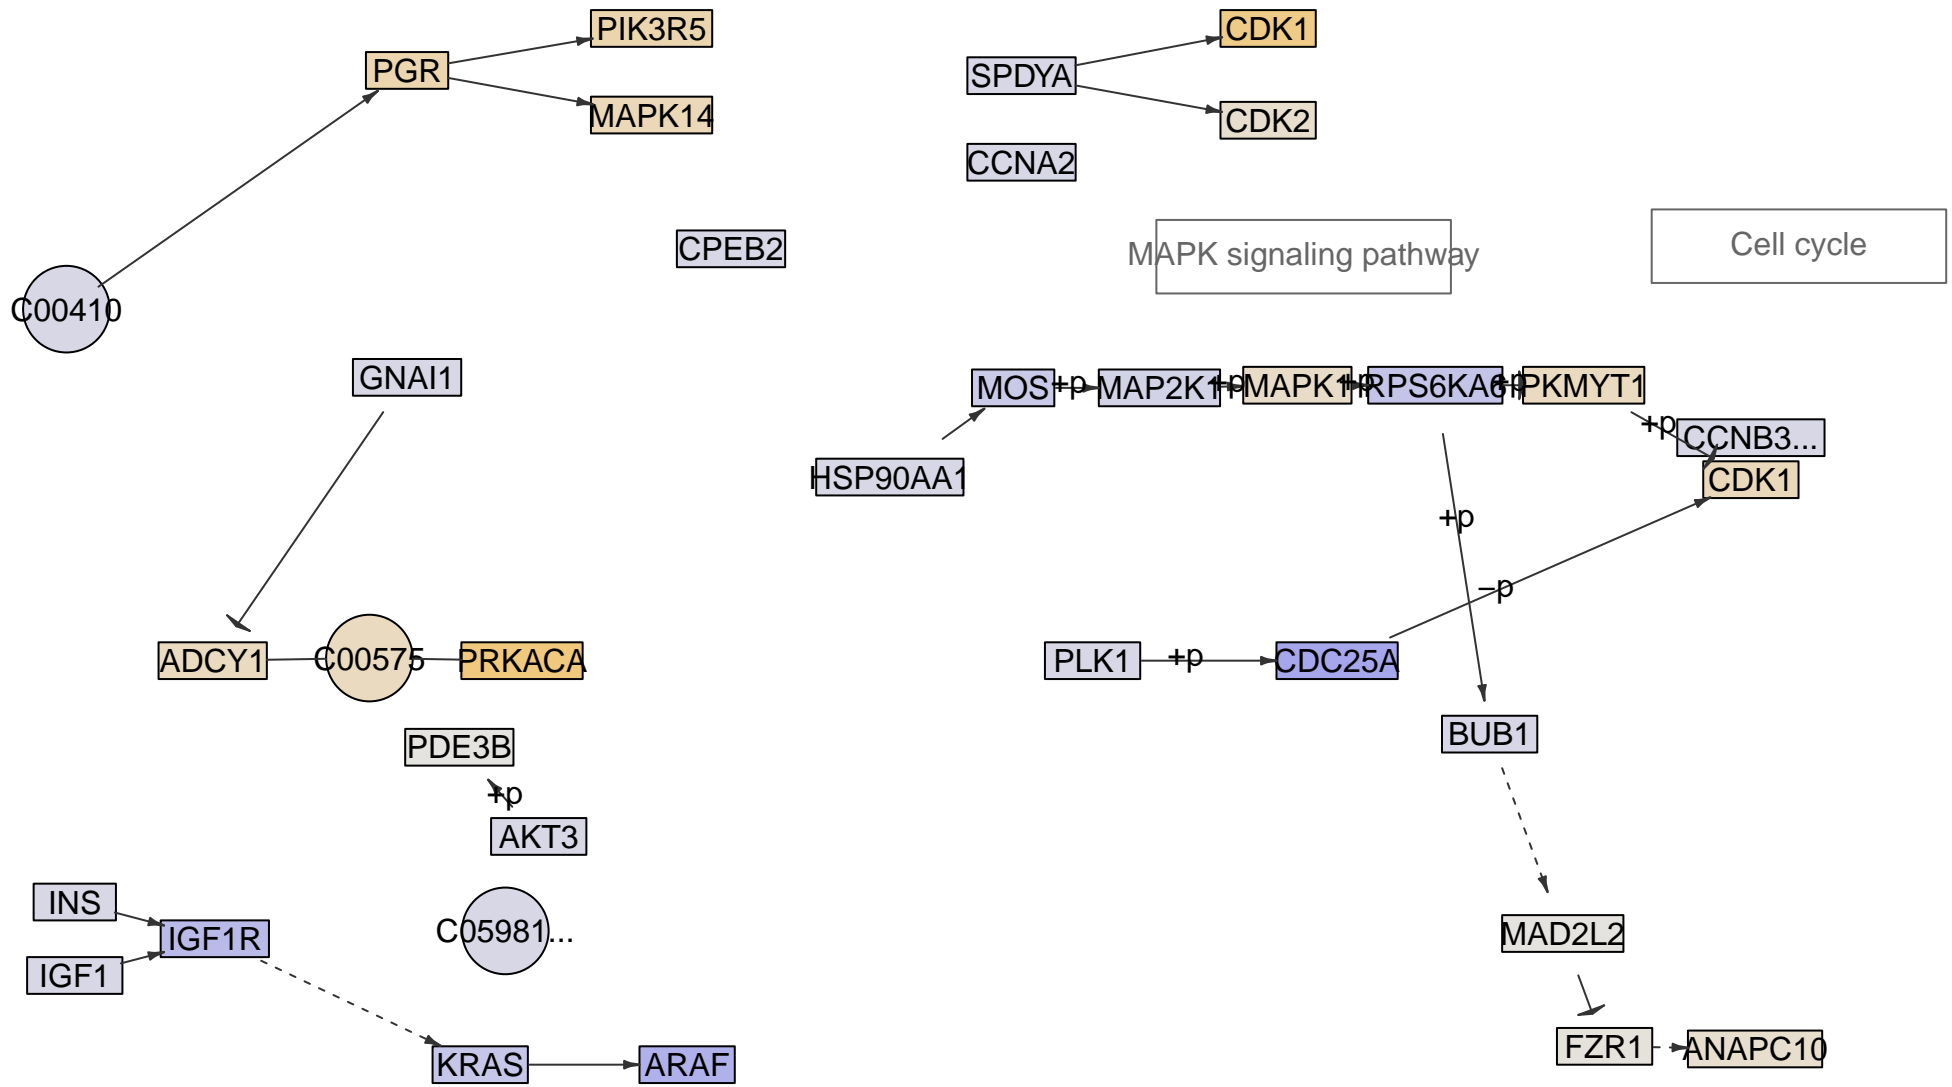 PIK3R5
CDK1
PGR
SPDYA
MAPK14
CDK2
CCNA2
CPEB2
MAPK signaling pathway
Cell cycle
C00410
GNAI1
MOS
+p
MAP2K1
+p
MAPK1
+p
RPS6KA6
+p
PKMYT1
+p
CCNB3...
HSP90AA1
CDK1
+p
−p
ADCY1
C00575
PRKACA
PLK1
+p
CDC25A
PDE3B
BUB1
+p
AKT3
INS
IGF1R
C05981...
MAD2L2
IGF1
KRAS
ARAF
FZR1
ANAPC10